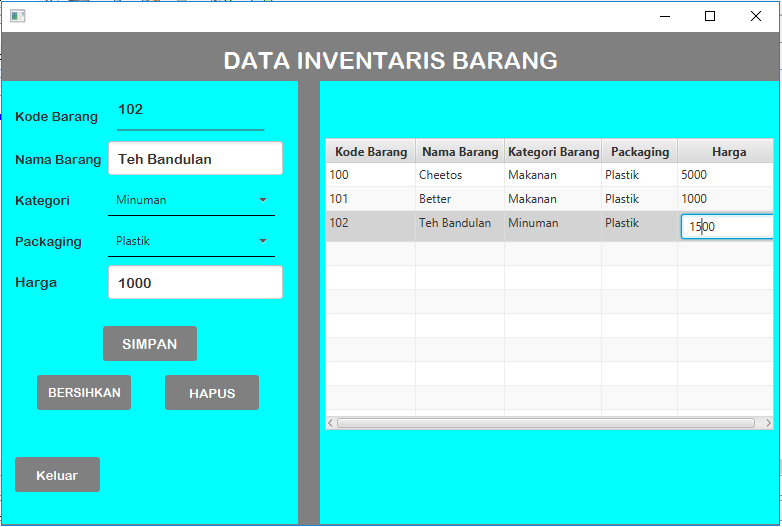 DATA INVENTARIS BARANG
Kode Barang 102
Nama Barang Teh Bandulan
Kategori Minuman
Packaging Plastik
Harga 1000
SIMPAN
BERSIHKAN HAPUS
Keluar
Kode Barang Nama Barang Kategori Barang Packaging Harga
100 Cheetos Makanan Plastik 5000
101 Better Makanan Plastik 1000
102 Teh Bandulan Minuman Plastik 1500